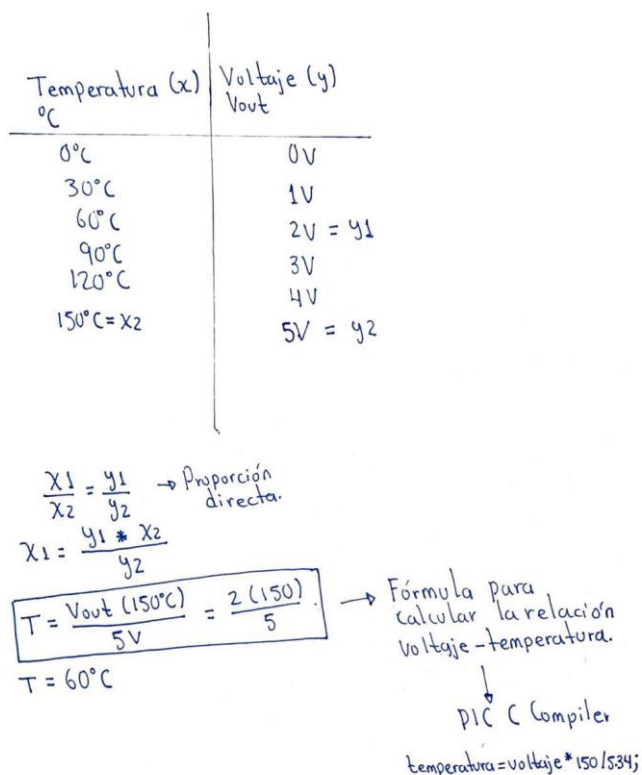 Temperatura (x) Voltaje (y)
°C Vout
0°C 0V
30°C 1V
60°C 2V = y1
90°C 3V
120°C 4V
150°C = X2 5V = y2
X1/X2 = y1/y2 → Proporción directa.
X1 = y1 * X2 / y2
T = Vout (150°C) / 5V = 2 (150) / 5 . → Fórmula para
calcular la relación
voltaje-temperatura.
T = 60°C
PIC C Compiler
temperatura=voltaje*150/5.34;